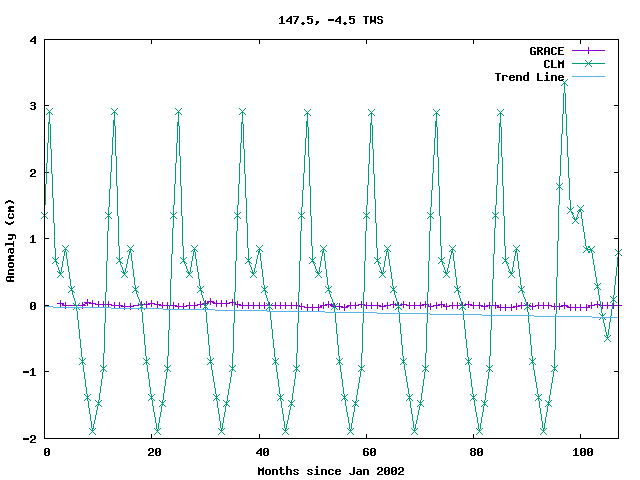 147.5, -4.5 TWS
GRACE
CLM
Trend Line
4
3
2
1
0
-1
-2
Anomaly (cm)
0 20 40 60 80 100
Months since Jan 2002